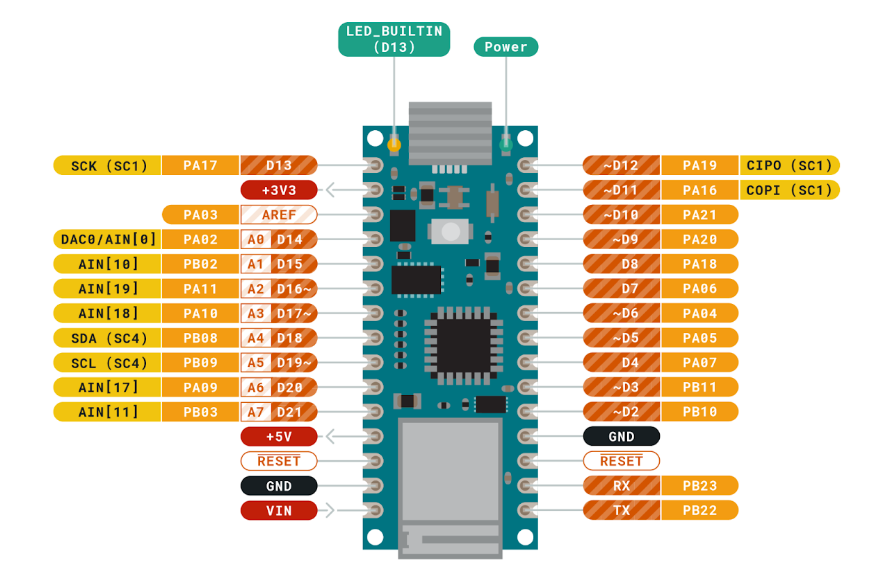 LED_BUILTIN
(D13)
Power
SCK (SC1) PA17 D13
+3V3
PA03 AREF
DAC0/AIN[0] PA02 A0 D14
AIN[10] PB02 A1 D15
AIN[19] PA11 A2 D16~
AIN[18] PA10 A3 D17~
SDA (SC4) PB08 A4 D18
SCL (SC4) PB09 A5 D19~
AIN[17] PA09 A6 D20
AIN[11] PB03 A7 D21
+5V
RESET
GND
VIN
~D12 PA19 CIPO (SC1)
~D11 PA16 COPI (SC1)
~D10 PA21
~D9 PA20
D8 PA18
D7 PA06
~D6 PA04
~D5 PA05
D4 PA07
~D3 PB11
~D2 PB10
GND
RESET
RX PB23
TX PB22